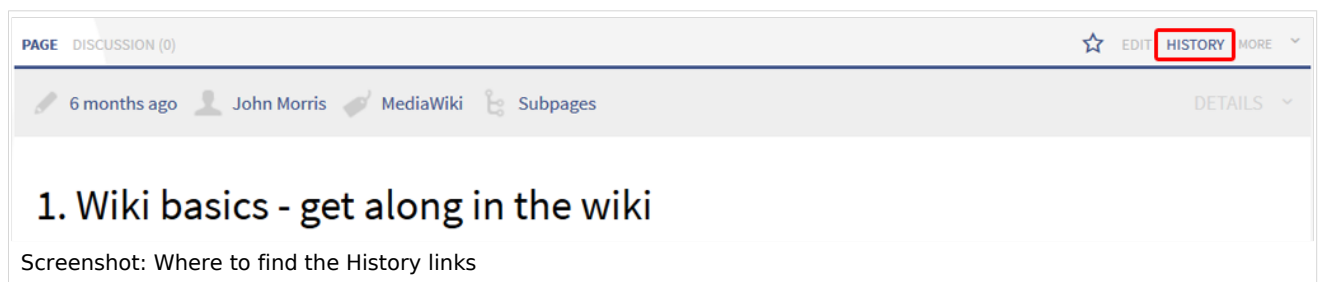 PAGE DISCUSSION (0) EDIT HISTORY MORE
6 months ago John Morris MediaWiki Subpages DETAILS
1. Wiki basics - get along in the wiki
Screenshot: Where to find the History links